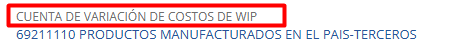 CUENTA DE VARIACIÓN DE COSTOS DE WIP
69211110 PRODUCTOS MANUFACTURADOS EN EL PAIS-TERCEROS